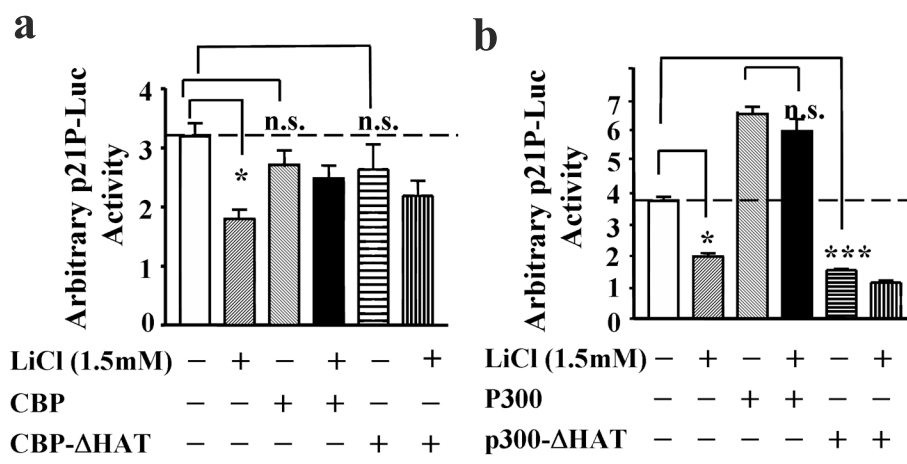 a
Arbitrary p21P-Luc
Activity
4
3
2
1
0
*
n.s.
n.s.
LiCl (1.5mM) − + − + − +
CBP − − + + − −
CBP-ΔHAT − − − − + +
b
Arbitrary p21P-Luc
Activity
7
6
5
4
3
2
1
0
*
n.s.
***
LiCl (1.5mM) − + − + − +
P300 − − + + − −
p300-ΔHAT − − − − + +